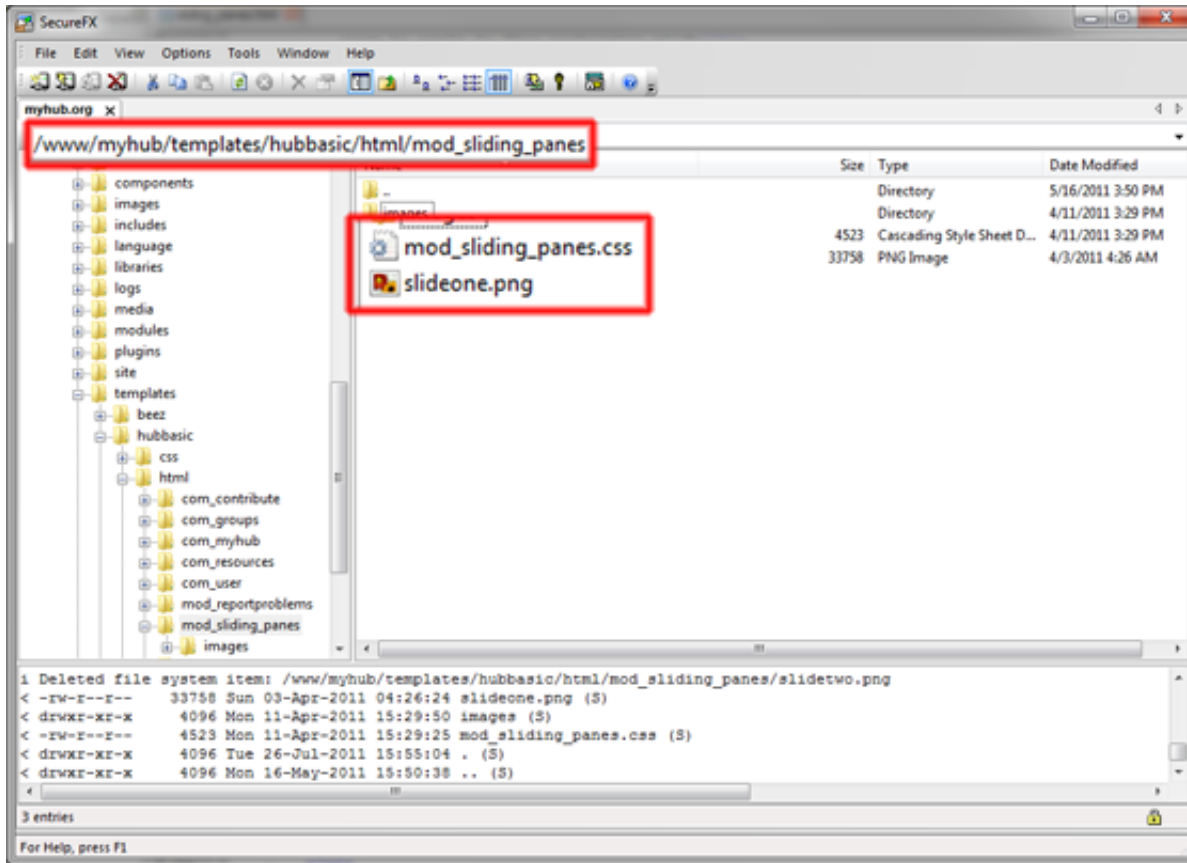 SecureFX
File Edit View Options Tools Window Help
myhub.org x
/www/myhub/templates/hubbasic/html/mod_sliding_panes
Size Type Date Modified
.. Directory 5/16/2011 3:50 PM
images Directory 4/11/2011 3:29 PM
mod_sliding_panes.css 4523 Cascading Style Sheet D... 4/11/2011 3:29 PM
slideone.png 33758 PNG Image 4/3/2011 4:26 AM
components
images
includes
language
libraries
logs
media
modules
plugins
site
templates
beez
hubbasic
css
html
com_contribute
com_groups
com_myhub
com_resources
com_user
mod_reportproblems
mod_sliding_panes
images
i Deleted file system item: /www/myhub/templates/hubbasic/html/mod_sliding_panes/slidetwo.png
< -rw-r--r-- 33758 Sun 03-Apr-2011 04:26:24 slideone.png (S)
< drwxr-xr-x 4096 Mon 11-Apr-2011 15:29:50 images (S)
< -rw-r--r-- 4523 Mon 11-Apr-2011 15:29:25 mod_sliding_panes.css (S)
< drwxr-xr-x 4096 Tue 26-Jul-2011 15:55:04 . (S)
< drwxr-xr-x 4096 Mon 16-May-2011 15:50:38 .. (S)
3 entries
For Help, press F1